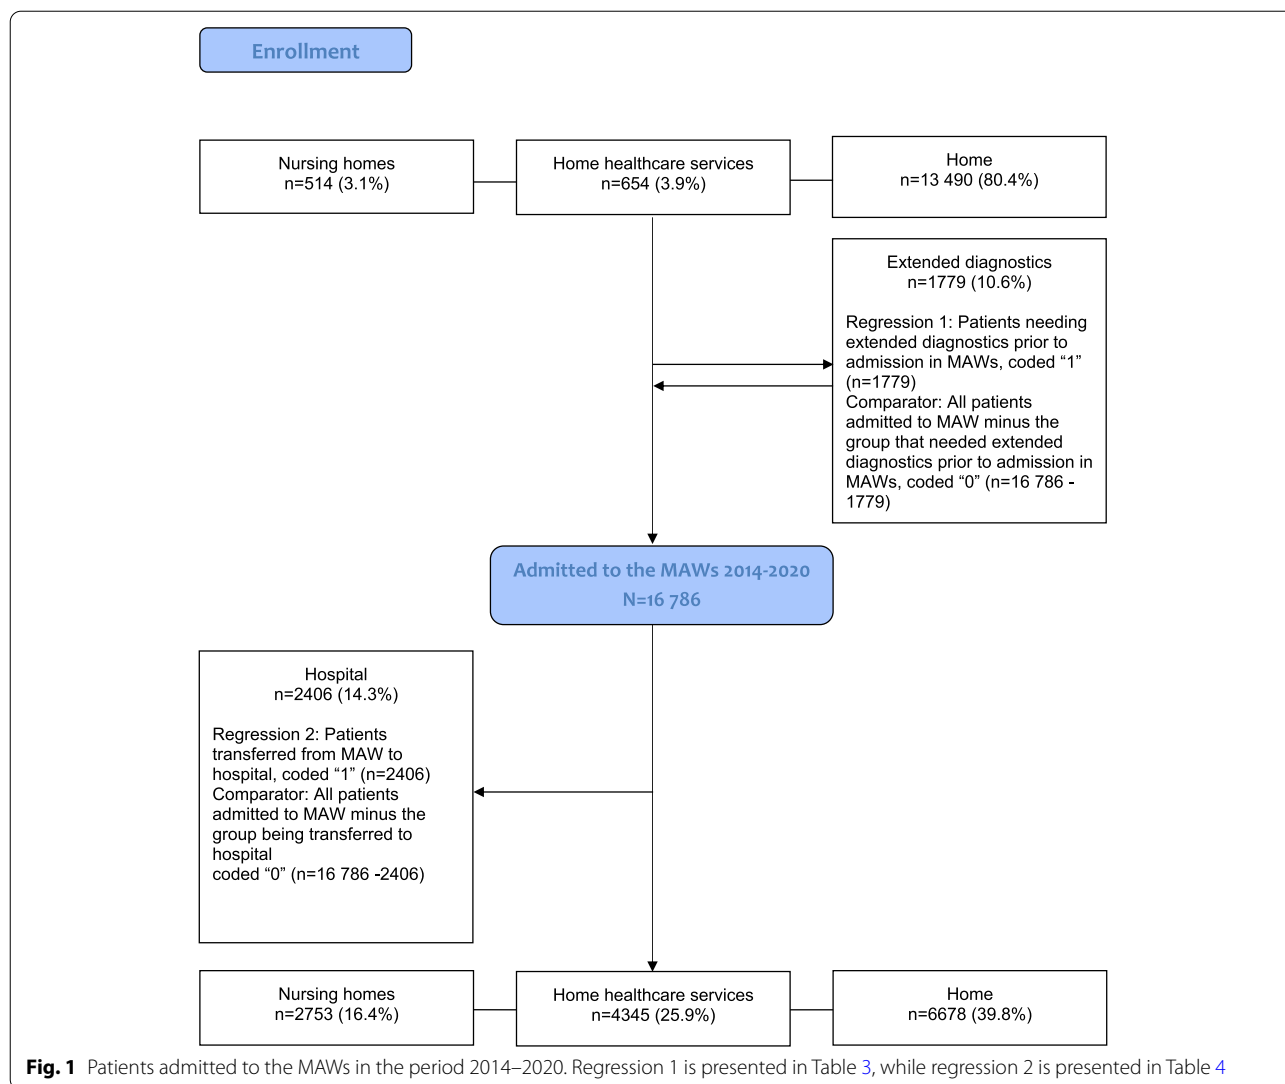 Enrollment
Nursing homes
n=514 (3.1%)
Home healthcare services
n=654 (3.9%)
Home
n=13 490 (80.4%)
Extended diagnostics
n=1779 (10.6%)
Regression 1: Patients needing
extended diagnostics prior to
admission in MAWs, coded “1”
(n=1779)
Comparator: All patients
admitted to MAW minus the
group that needed extended
diagnostics prior to admission in
MAWs, coded “0” (n=16 786 -
1779)
Admitted to the MAWs 2014-2020
N=16 786
Hospital
n=2406 (14.3%)
Regression 2: Patients
transferred from MAW to
hospital, coded “1” (n=2406)
Comparator: All patients
admitted to MAW minus the
group being transferred to
hospital
coded “0” (n=16 786 -2406)
Nursing homes
n=2753 (16.4%)
Home healthcare services
n=4345 (25.9%)
Home
n=6678 (39.8%)
Fig. 1 Patients admitted to the MAWs in the period 2014–2020. Regression 1 is presented in Table 3, while regression 2 is presented in Table 4